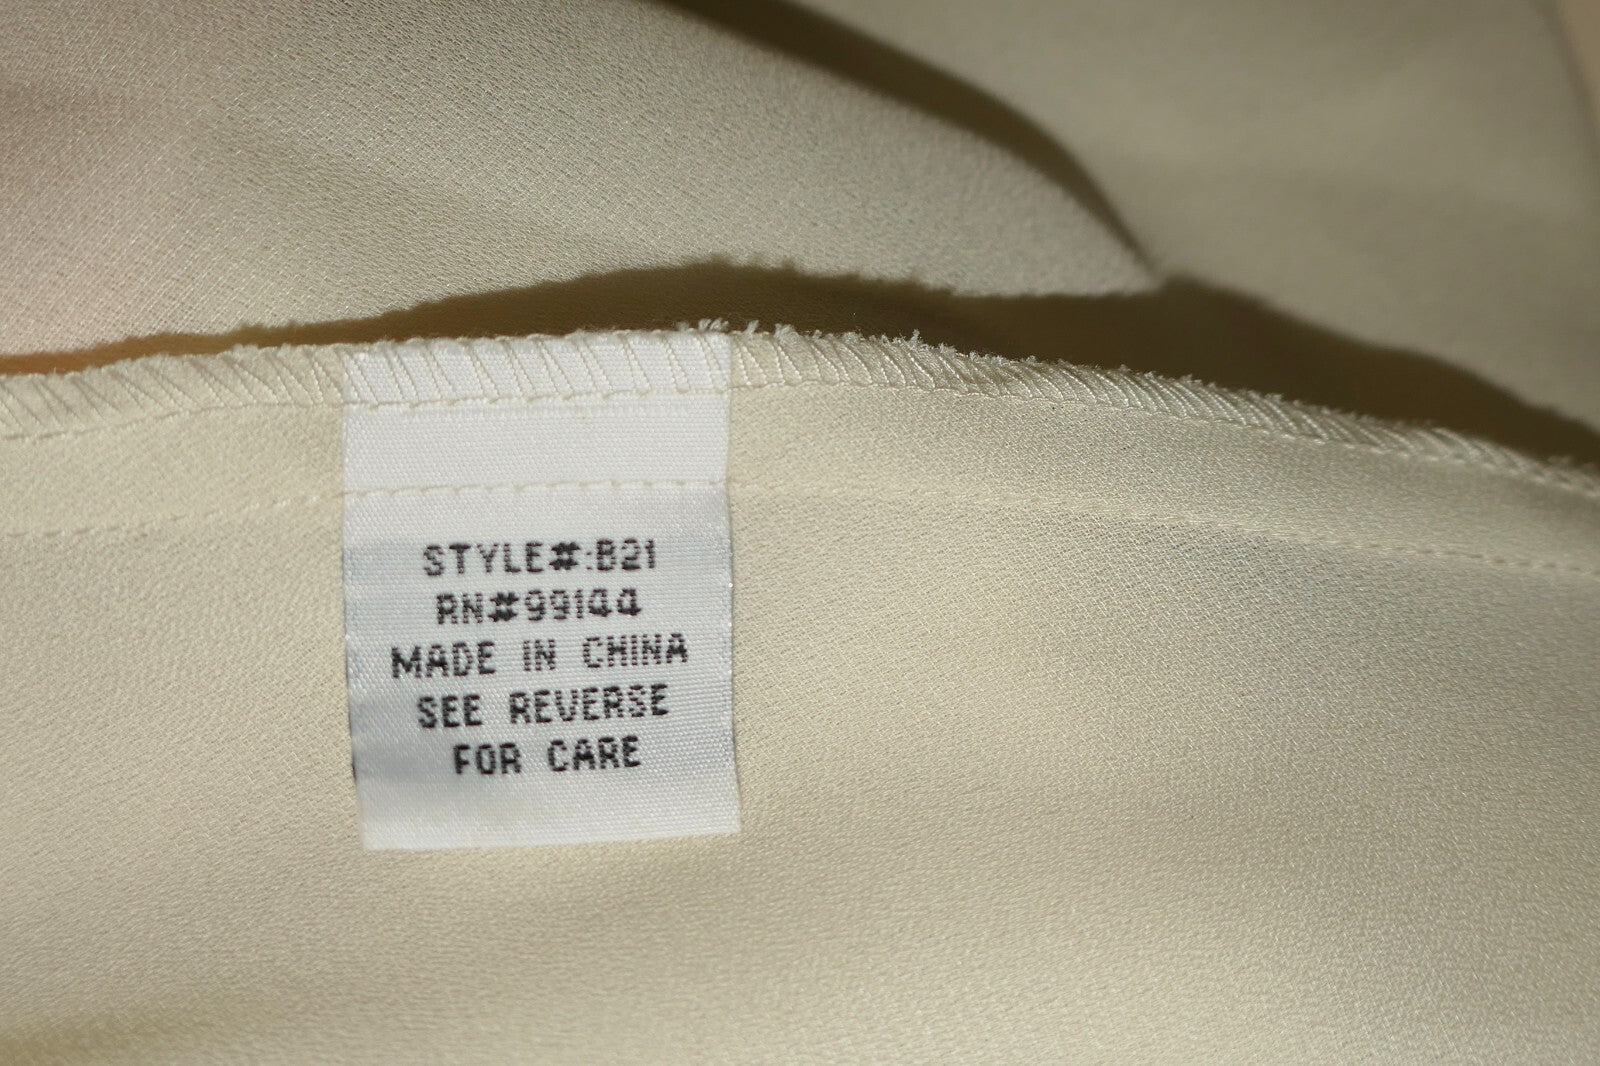 STYLE#:B21
RN#99144
MADE IN CHINA
SEE REVERSE
FOR CARE